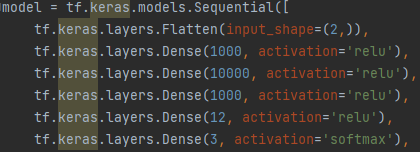 model = tf.keras.models.Sequential([
tf.keras.layers.Flatten(input_shape=(2,)),
tf.keras.layers.Dense(1000, activation='relu'),
tf.keras.layers.Dense(10000, activation='relu'),
tf.keras.layers.Dense(1000, activation='relu'),
tf.keras.layers.Dense(12, activation='relu'),
tf.keras.layers.Dense(3, activation='softmax'),